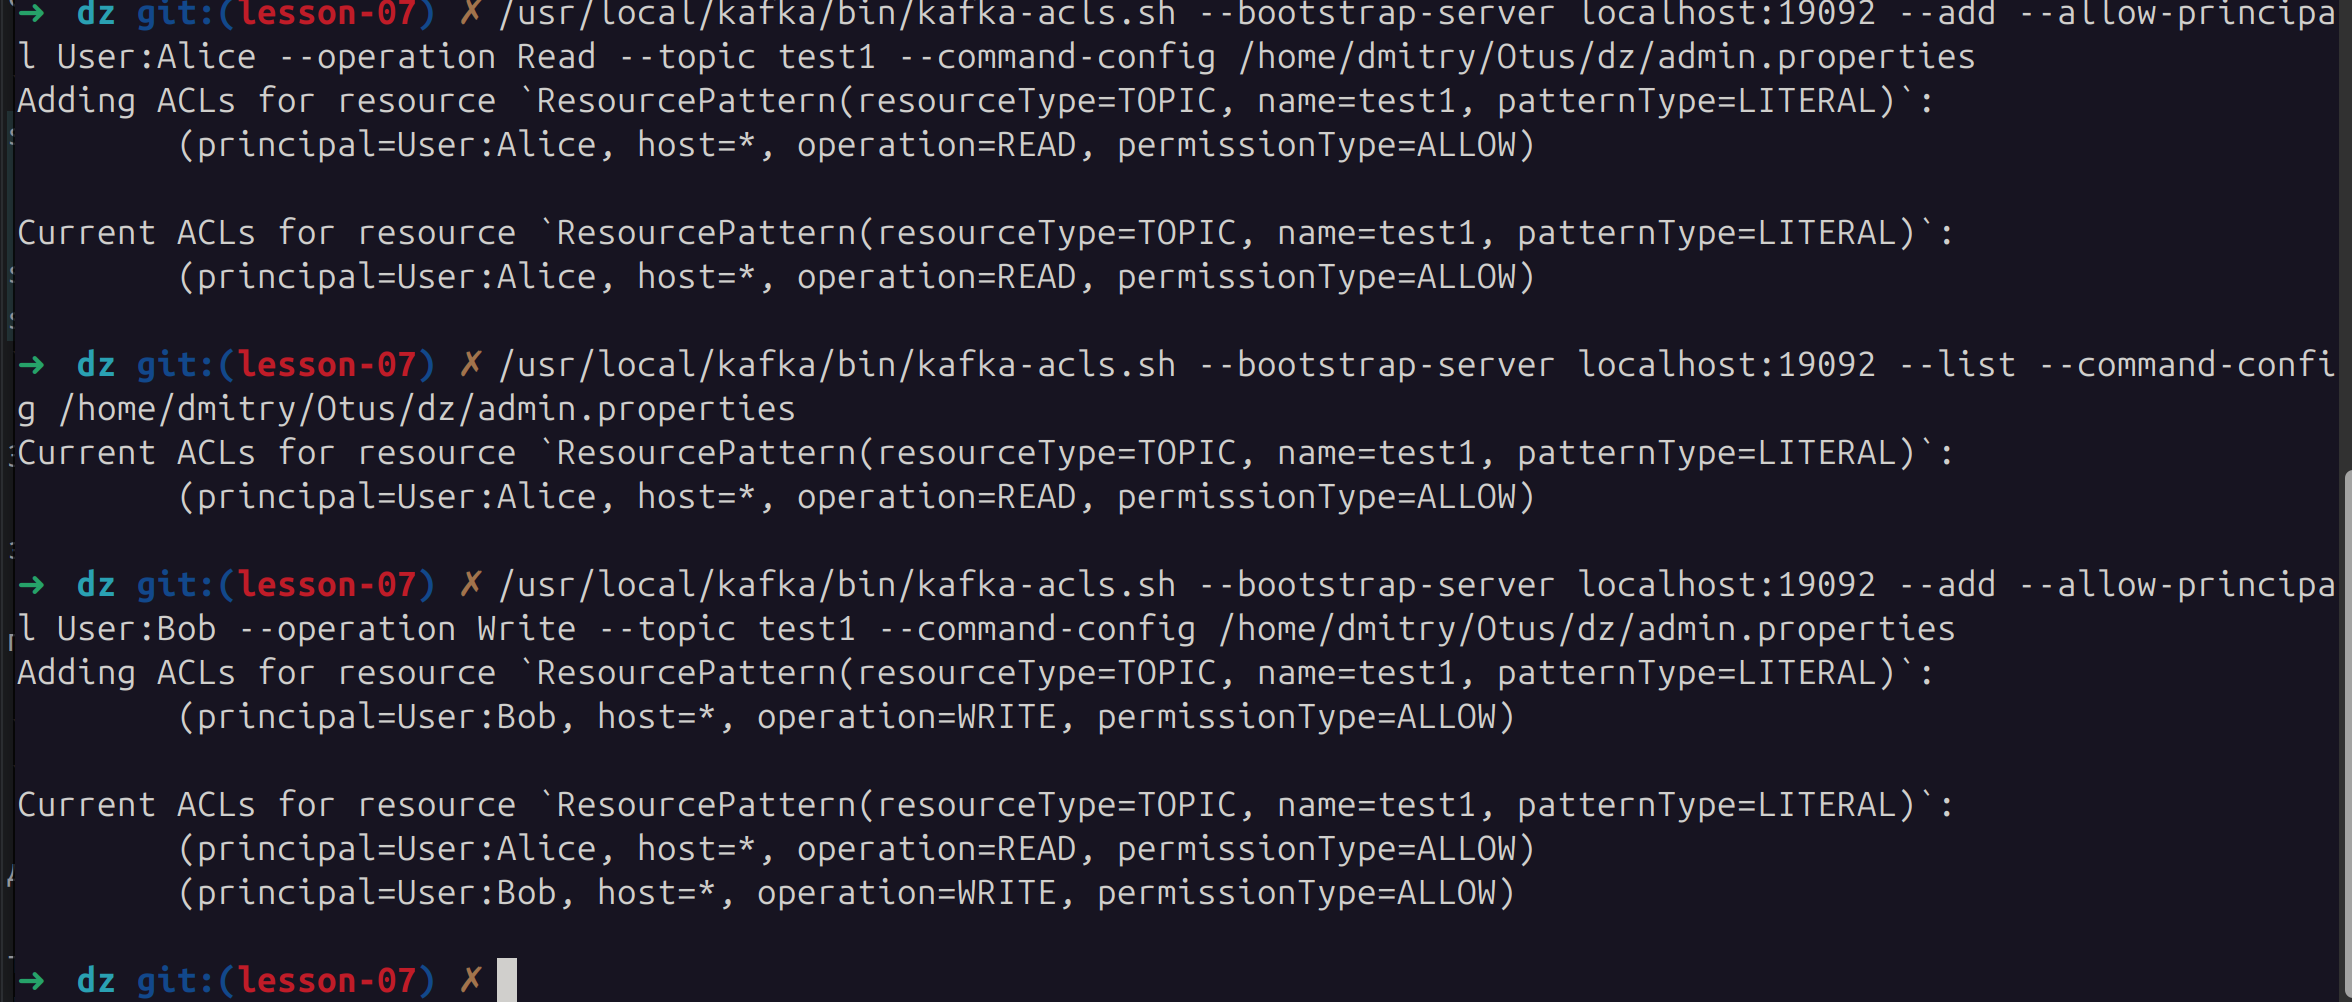 ➜  dz git:(lesson-07) ✗ /usr/local/kafka/bin/kafka-acls.sh --bootstrap-server localhost:19092 --add --allow-principa
l User:Alice --operation Read --topic test1 --command-config /home/dmitry/Otus/dz/admin.properties
Adding ACLs for resource `ResourcePattern(resourceType=TOPIC, name=test1, patternType=LITERAL)`:
        (principal=User:Alice, host=*, operation=READ, permissionType=ALLOW)

Current ACLs for resource `ResourcePattern(resourceType=TOPIC, name=test1, patternType=LITERAL)`:
        (principal=User:Alice, host=*, operation=READ, permissionType=ALLOW)

➜  dz git:(lesson-07) ✗ /usr/local/kafka/bin/kafka-acls.sh --bootstrap-server localhost:19092 --list --command-confi
g /home/dmitry/Otus/dz/admin.properties
Current ACLs for resource `ResourcePattern(resourceType=TOPIC, name=test1, patternType=LITERAL)`:
        (principal=User:Alice, host=*, operation=READ, permissionType=ALLOW)

➜  dz git:(lesson-07) ✗ /usr/local/kafka/bin/kafka-acls.sh --bootstrap-server localhost:19092 --add --allow-principa
l User:Bob --operation Write --topic test1 --command-config /home/dmitry/Otus/dz/admin.properties
Adding ACLs for resource `ResourcePattern(resourceType=TOPIC, name=test1, patternType=LITERAL)`:
        (principal=User:Bob, host=*, operation=WRITE, permissionType=ALLOW)

Current ACLs for resource `ResourcePattern(resourceType=TOPIC, name=test1, patternType=LITERAL)`:
        (principal=User:Alice, host=*, operation=READ, permissionType=ALLOW)
        (principal=User:Bob, host=*, operation=WRITE, permissionType=ALLOW)

➜  dz git:(lesson-07) ✗